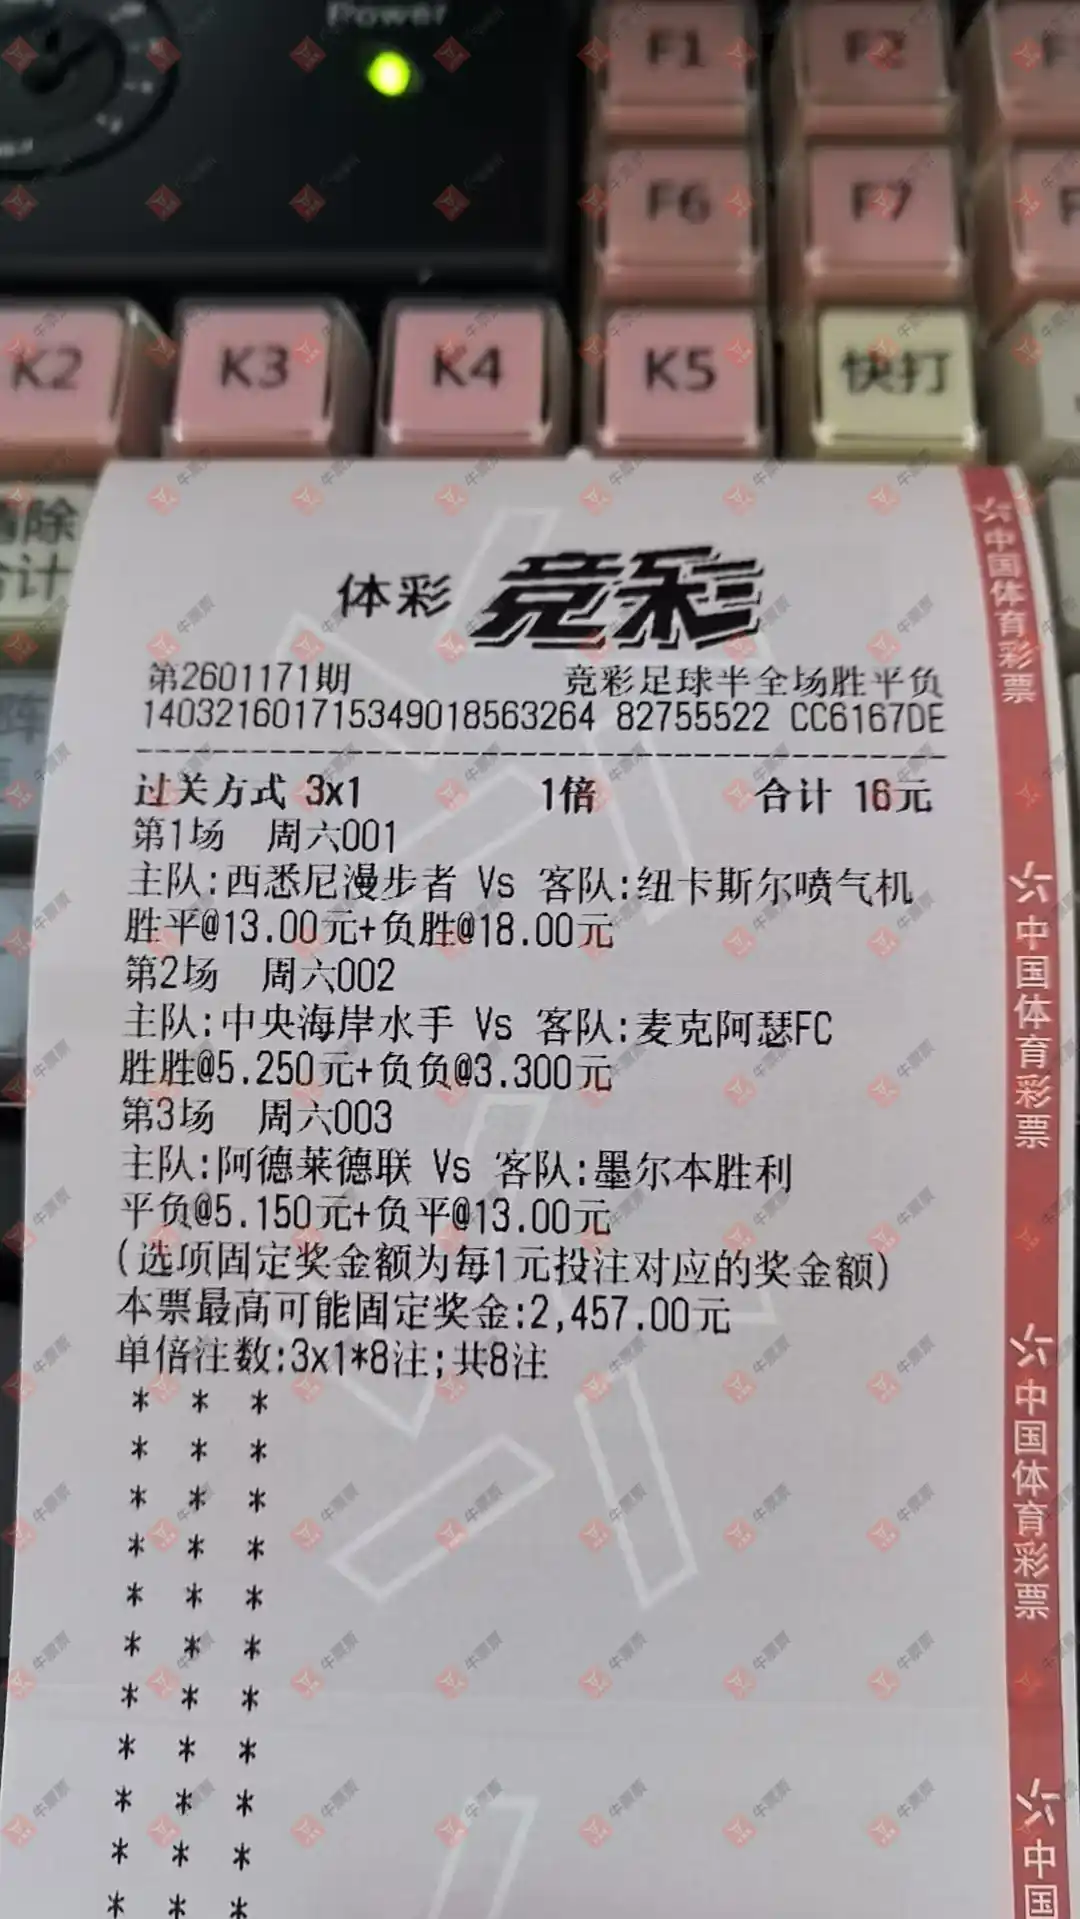 Power
F1 F2
F6 F7
K2 K3 K4 K5 快打
清除
合计
体彩 竞彩
第2601171期 竞彩足球半全场胜平负
140321601715349018563264 82755522 CC6167DE
过关方式 3x1 1倍 合计 16元
第1场 周六001
主队:西悉尼漫步者 Vs 客队:纽卡斯尔喷气机
胜平@13.00元+负胜@18.00元
第2场 周六002
主队:中央海岸水手 Vs 客队:麦克阿瑟FC
胜胜@5.250元+负负@3.300元
第3场 周六003
主队:阿德莱德联 Vs 客队:墨尔本胜利
平负@5.150元+负平@13.00元
(选项固定奖金额为每1元投注对应的奖金额)
本票最高可能固定奖金:2,457.00元
单倍注数:3x1*8注;共8注
* * *
* * *
* * *
* * *
* * *
* * *
* * *
* * *
* * *
* * *
* * *
中国体育彩票
中国体育彩票
中国体育彩票
中国
牛票票